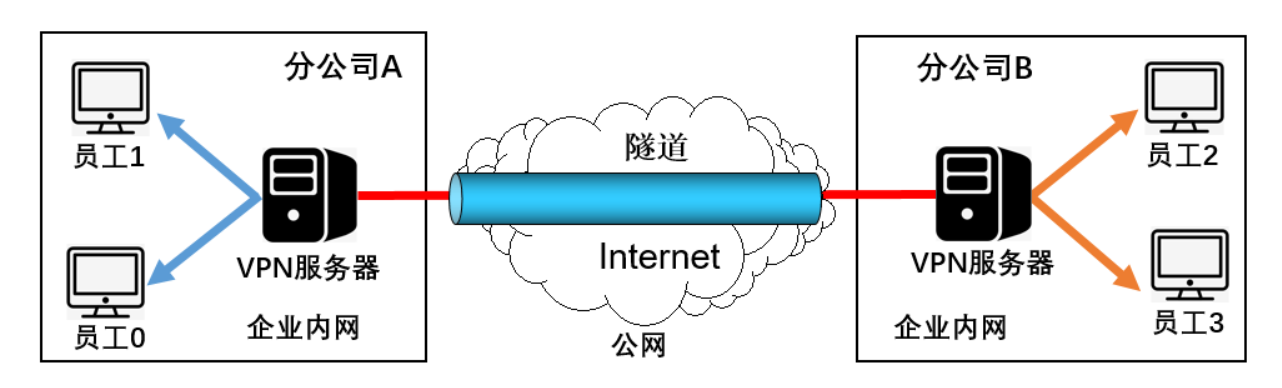 分公司A
员工1
VPN服务器
员工0
企业内网
隧道
Internet
公网
分公司B
员工2
VPN服务器
员工3
企业内网